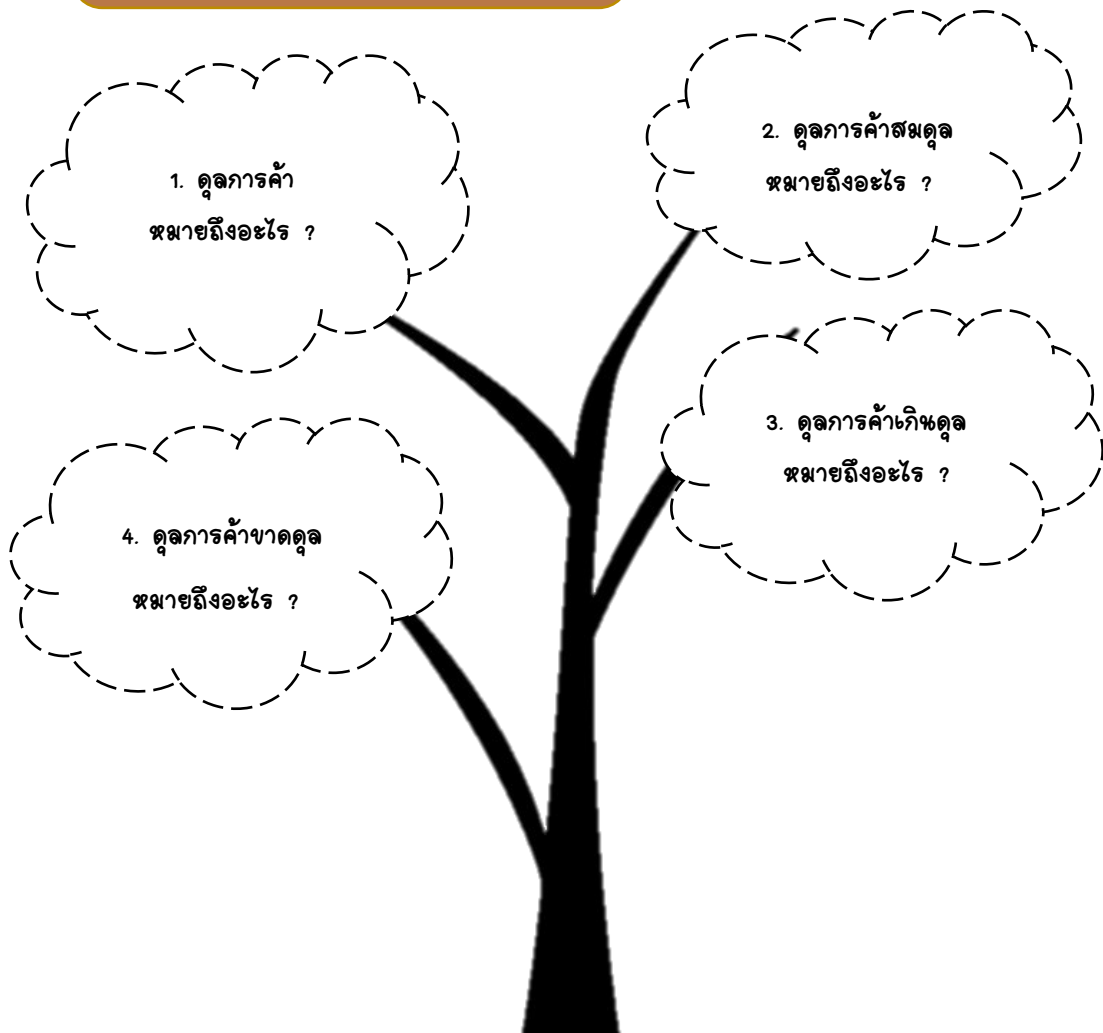 1. ดุลการค้า
หมายถึงอะไร ?
2. ดุลการค้าสมดุล
หมายถึงอะไร ?
3. ดุลการค้าเกินดุล
หมายถึงอะไร ?
4. ดุลการค้าขาดดุล
หมายถึงอะไร ?